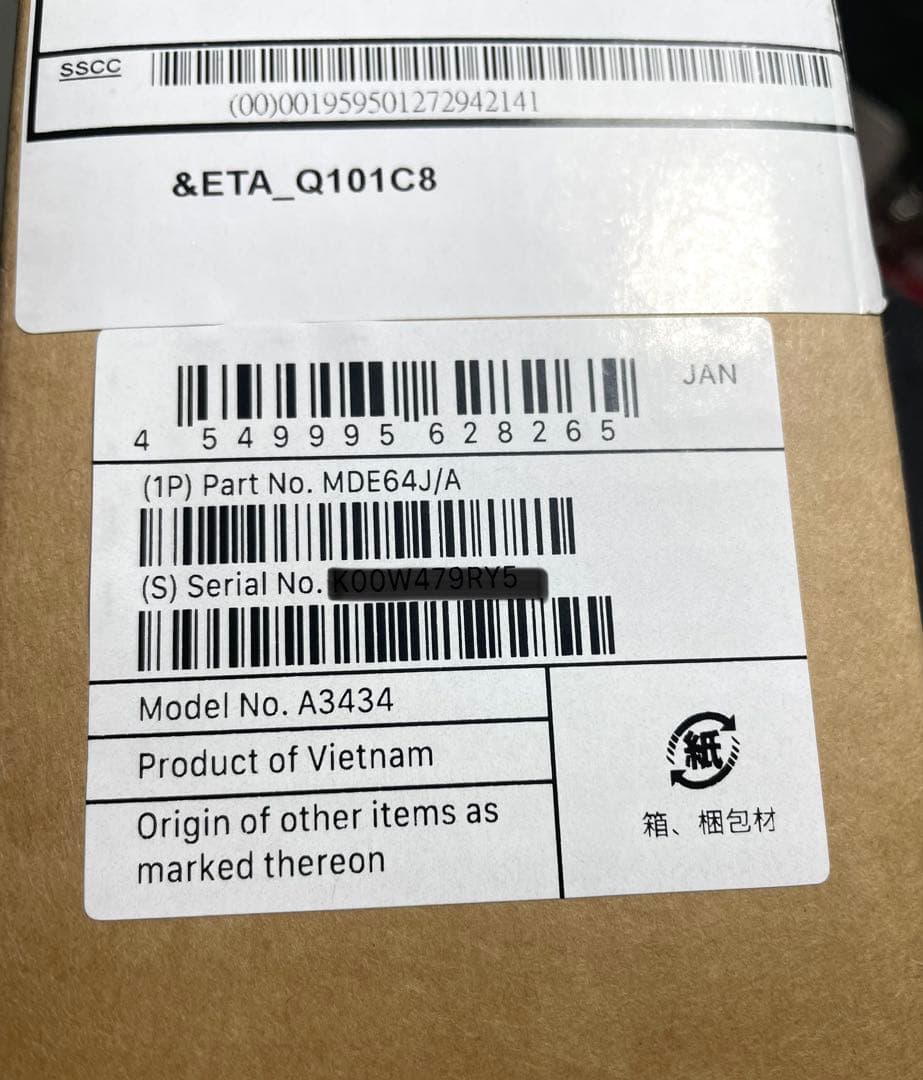 SSCC
(00)001959501272942141
&ETA_Q101C8
JAN
4 549995 628265
(1P) Part No. MDE64J/A
(S) Serial No. K00W479RY5
Model No. A3434
Product of Vietnam
Origin of other items as
marked thereon
紙
箱、梱包材